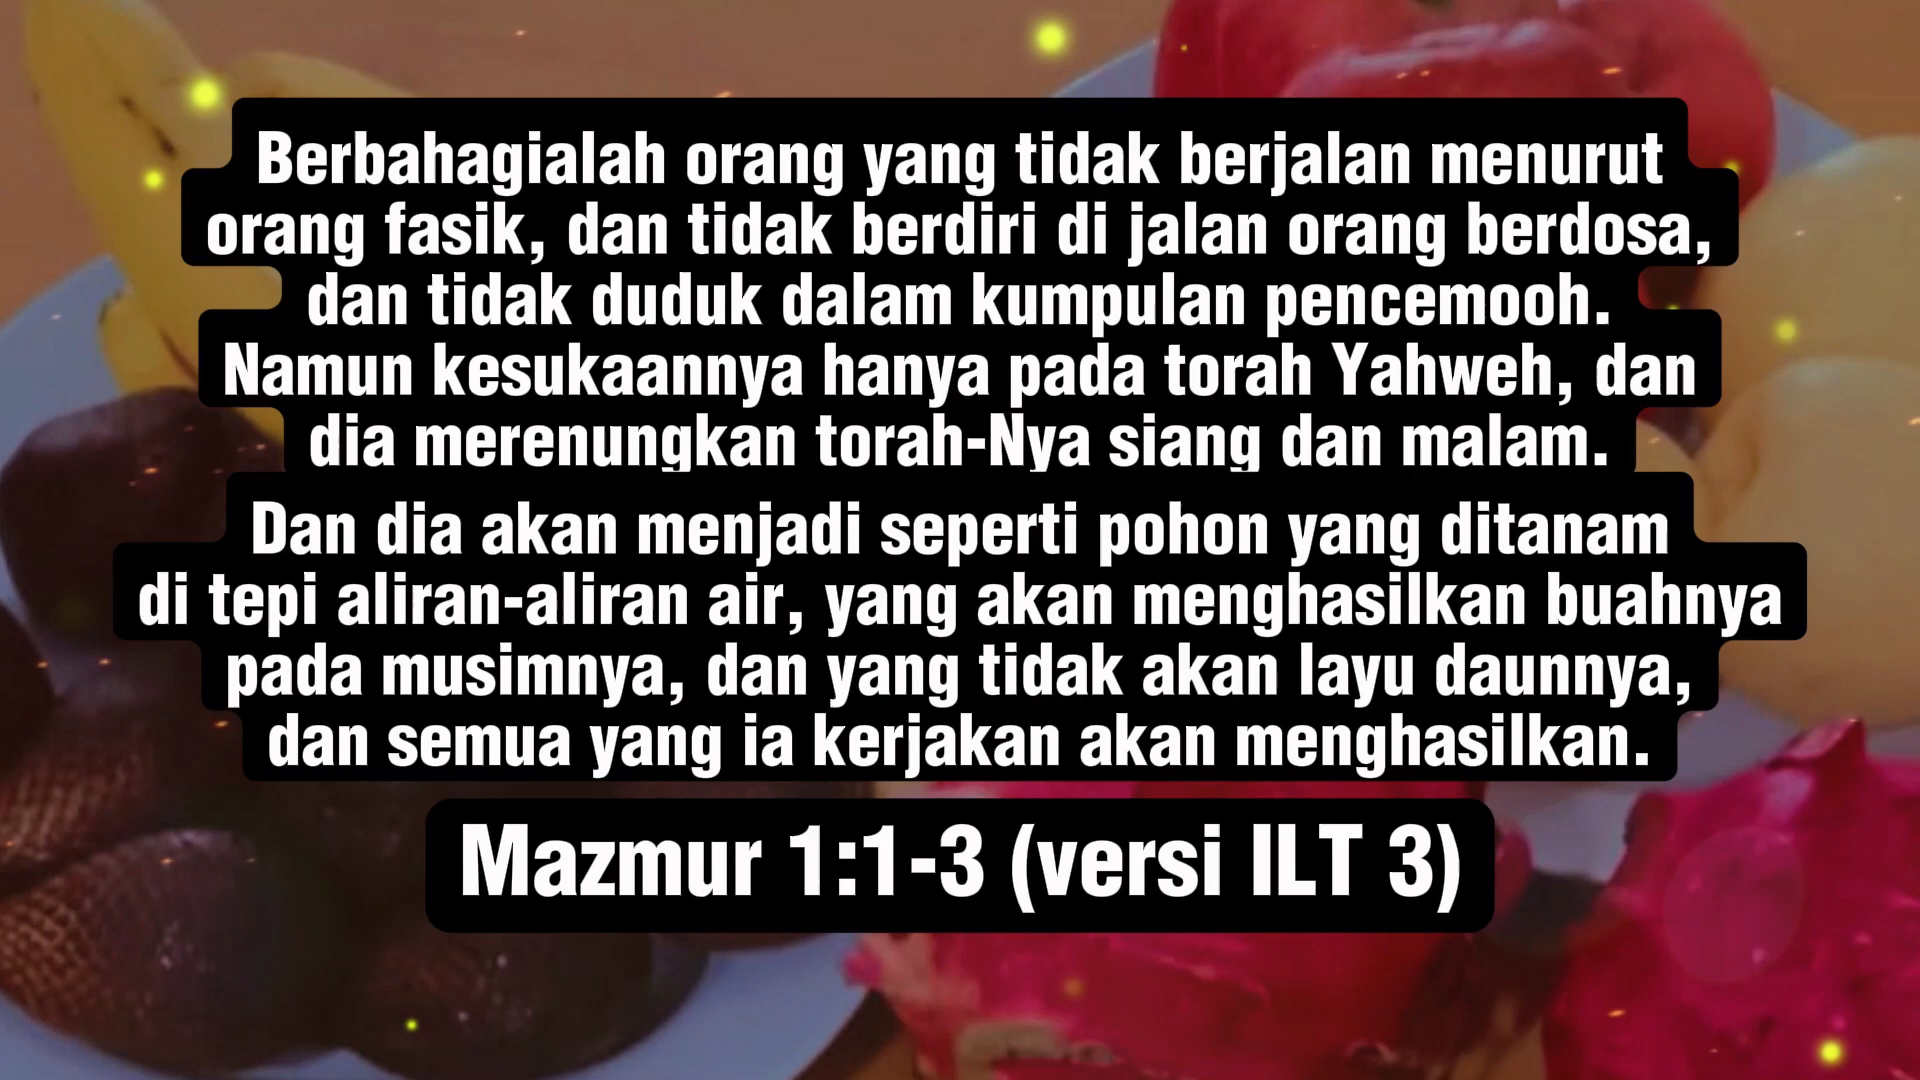 Berbahagialah orang yang tidak berjalan menurut
orang fasik, dan tidak berdiri di jalan orang berdosa,
dan tidak duduk dalam kumpulan pencemooh.
Namun kesukaannya hanya pada torah Yahweh, dan
dia merenungkan torah-Nya siang dan malam.
Dan dia akan menjadi seperti pohon yang ditanam
di tepi aliran-aliran air, yang akan menghasilkan buahnya
pada musimnya, dan yang tidak akan layu daunnya,
dan semua yang ia kerjakan akan menghasilkan.
Mazmur 1:1-3 (versi ILT 3)